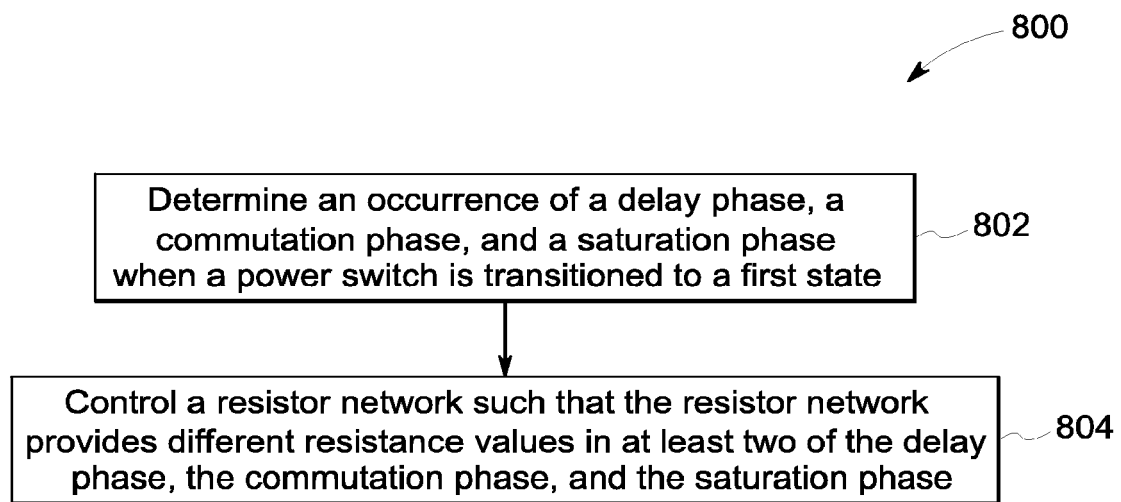 800
Determine an occurrence of a delay phase, a
commutation phase, and a saturation phase
when a power switch is transitioned to a first state
802
Control a resistor network such that the resistor network
provides different resistance values in at least two of the delay
phase, the commutation phase, and the saturation phase
804